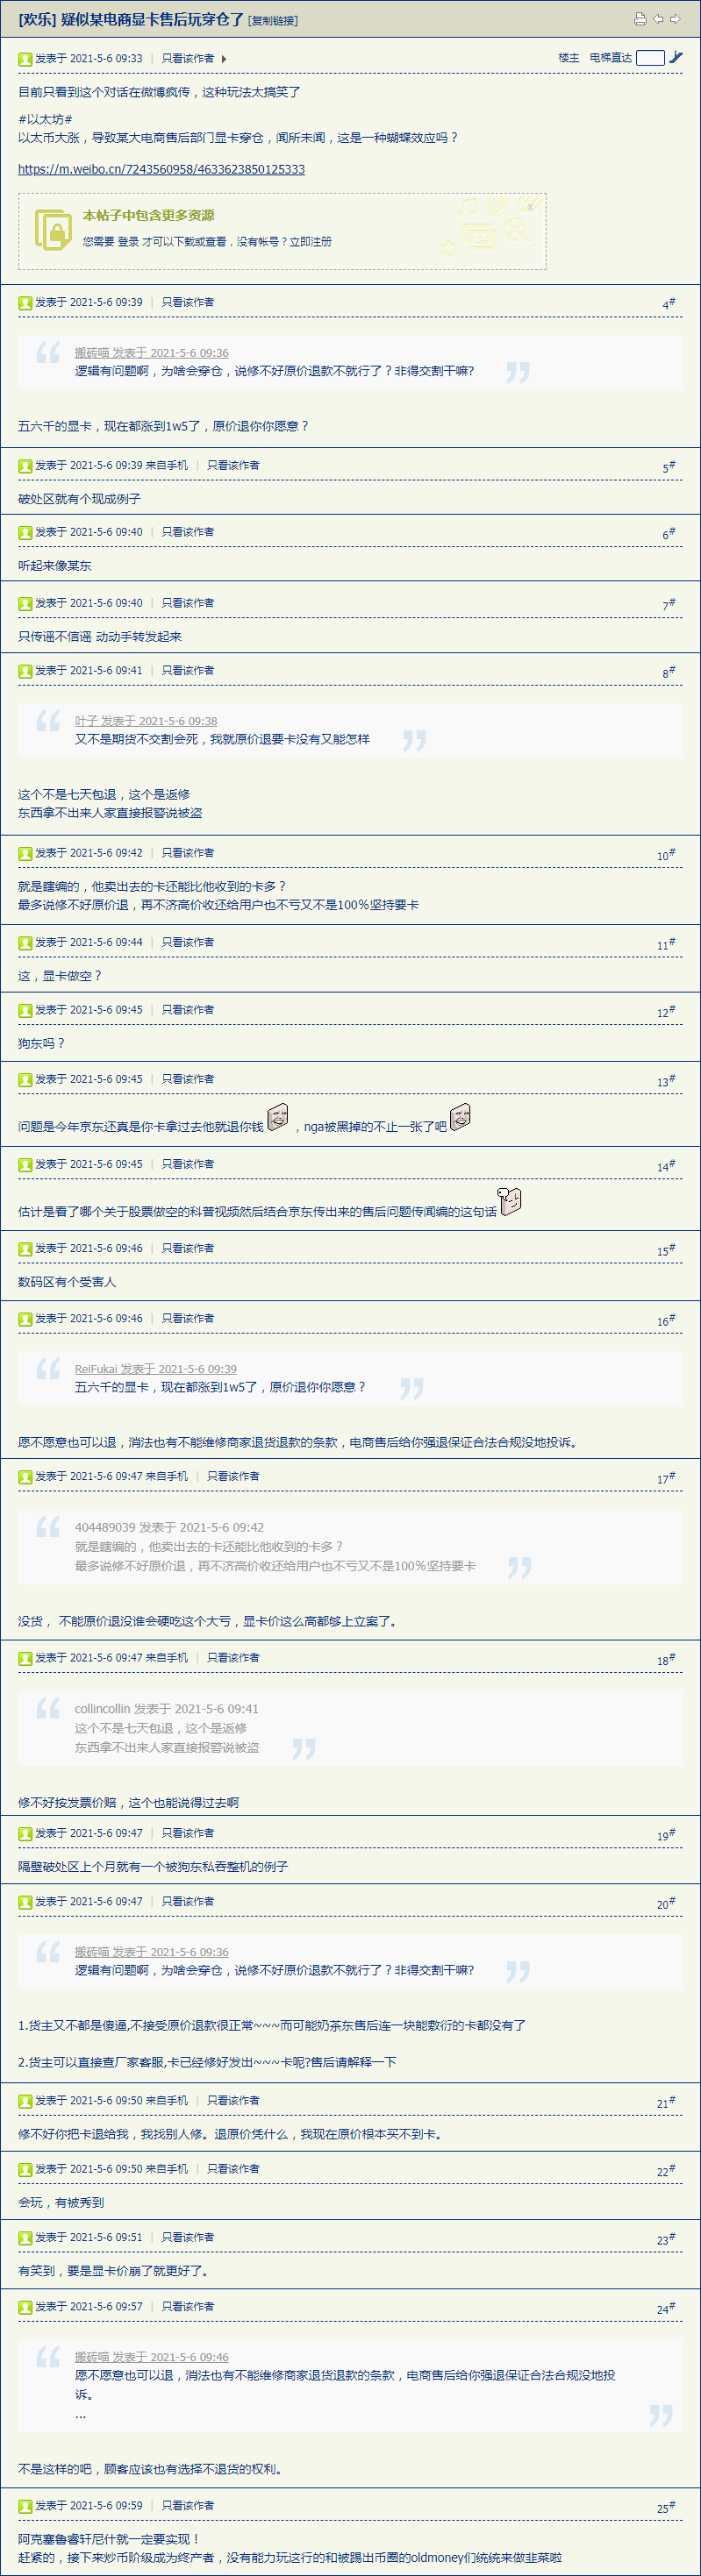 [欢乐] 疑似某电商显卡售后玩穿仓了 [复制链接]
发表于 2021-5-6 09:33 | 只看该作者 楼主 电梯直达
目前只看到这个对话在微博疯传，这种玩法太搞笑了
#以太坊#
以太币大涨，导致某大电商售后部门显卡穿仓，闻所未闻，这是一种蝴蝶效应吗？
https://m.weibo.cn/7243560958/4633623850125333
本帖子中包含更多资源
x
您需要 登录 才可以下载或查看，没有帐号？立即注册
发表于 2021-5-6 09:39 | 只看该作者 4#
搬砖喵 发表于 2021-5-6 09:36
逻辑有问题啊，为啥会穿仓，说修不好原价退款不就行了？非得交割干嘛?
五六千的显卡，现在都涨到1w5了，原价退你你愿意？
发表于 2021-5-6 09:39 来自手机 | 只看该作者 5#
破处区就有个现成例子
发表于 2021-5-6 09:40 | 只看该作者 6#
听起来像某东
发表于 2021-5-6 09:40 | 只看该作者 7#
只传谣不信谣 动动手转发起来
发表于 2021-5-6 09:41 | 只看该作者 8#
叶子 发表于 2021-5-6 09:38
又不是期货不交割会死，我就原价退要卡没有又能怎样
这个不是七天包退，这个是返修
东西拿不出来人家直接报警说被盗
发表于 2021-5-6 09:42 | 只看该作者 10#
就是瞎编的，他卖出去的卡还能比他收到的卡多？
最多说修不好原价退，再不济高价收还给用户也不亏又不是100%坚持要卡
发表于 2021-5-6 09:44 | 只看该作者 11#
这，显卡做空？
发表于 2021-5-6 09:45 | 只看该作者 12#
狗东吗？
发表于 2021-5-6 09:45 | 只看该作者 13#
问题是今年京东还真是你卡拿过去他就退你钱 ，nga被黑掉的不止一张了吧
发表于 2021-5-6 09:45 | 只看该作者 14#
估计是看了哪个关于股票做空的科普视频然后结合京东传出来的售后问题传闻编的这句话
发表于 2021-5-6 09:46 | 只看该作者 15#
数码区有个受害人
发表于 2021-5-6 09:46 | 只看该作者 16#
ReiFukai 发表于 2021-5-6 09:39
五六千的显卡，现在都涨到1w5了，原价退你你愿意？
愿不愿意也可以退，消法也有不能维修商家退货退款的条款，电商售后给你强退保证合法合规没地投诉。
发表于 2021-5-6 09:47 来自手机 | 只看该作者 17#
404489039 发表于 2021-5-6 09:42
就是瞎编的，他卖出去的卡还能比他收到的卡多？
最多说修不好原价退，再不济高价收还给用户也不亏又不是100%坚持要卡
没货， 不能原价退没谁会硬吃这个大亏，显卡价这么高都够上立案了。
发表于 2021-5-6 09:47 来自手机 | 只看该作者 18#
collincollin 发表于 2021-5-6 09:41
这个不是七天包退，这个是返修
东西拿不出来人家直接报警说被盗
修不好按发票价赔，这个也能说得过去啊
发表于 2021-5-6 09:47 | 只看该作者 19#
隔壁破处区上个月就有一个被狗东私吞整机的例子
发表于 2021-5-6 09:47 | 只看该作者 20#
搬砖喵 发表于 2021-5-6 09:36
逻辑有问题啊，为啥会穿仓，说修不好原价退款不就行了？非得交割干嘛?
1.货主又不都是傻逼,不接受原价退款很正常~~~而可能奶茶东售后连一块能敷衍的卡都没有了
2.货主可以直接查厂家客服,卡已经修好发出~~~卡呢?售后请解释一下
发表于 2021-5-6 09:50 来自手机 | 只看该作者 21#
修不好你把卡退给我，我找别人修。退原价凭什么，我现在原价根本买不到卡。
发表于 2021-5-6 09:50 来自手机 | 只看该作者 22#
会玩，有被秀到
发表于 2021-5-6 09:51 | 只看该作者 23#
有笑到，要是显卡价崩了就更好了。
发表于 2021-5-6 09:57 | 只看该作者 24#
搬砖喵 发表于 2021-5-6 09:46
愿不愿意也可以退，消法也有不能维修商家退货退款的条款，电商售后给你强退保证合法合规没地投
诉。
...
不是这样的吧，顾客应该也有选择不退货的权利。
发表于 2021-5-6 09:59 | 只看该作者 25#
阿克塞鲁睿轩尼什就一定要实现！
赶紧的，接下来炒币阶级成为终产者，没有能力玩这行的和被踢出币圈的oldmoney们统统来做韭菜啦